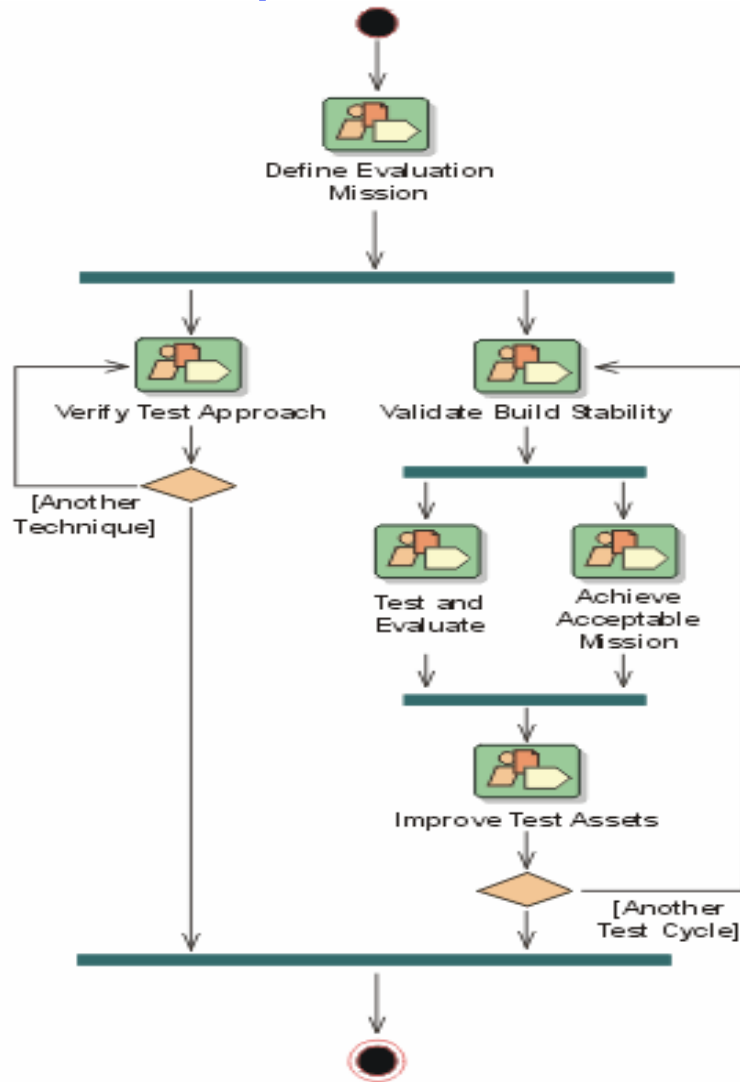 Define Evaluation
Mission
Verify Test Approach
Validate Build Stability
[Another
Technique]
Test and
Evaluate
Achieve
Acceptable
Mission
Improve Test Assets
[Another
Test Cycle]